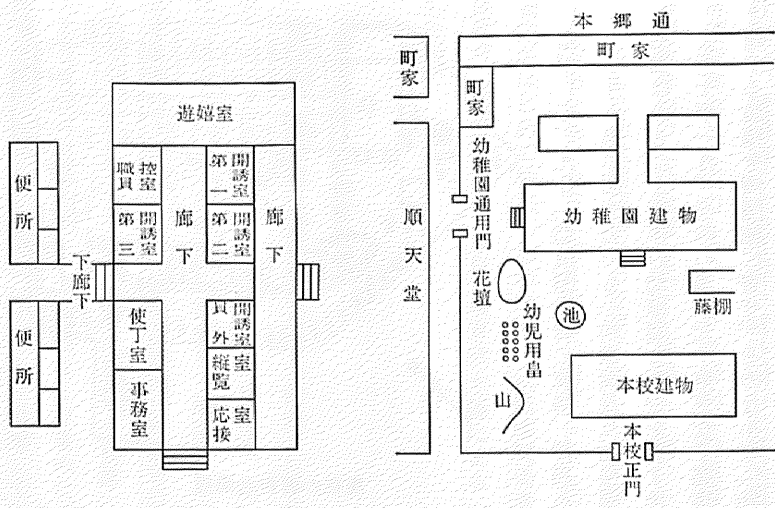 遊嬉室
職員
控室
第一
開誘室
第三
開誘室
第二
開誘室
廊下
廊下
便所
下廊下
便所
使丁室
事務室
員外
開誘室
縦覧
室
応接
室
本郷通
町家
町家
町家
順天堂
幼稚園通用門
幼稚園建物
花壇
池
幼児用畠
藤棚
山
本校建物
本校正門